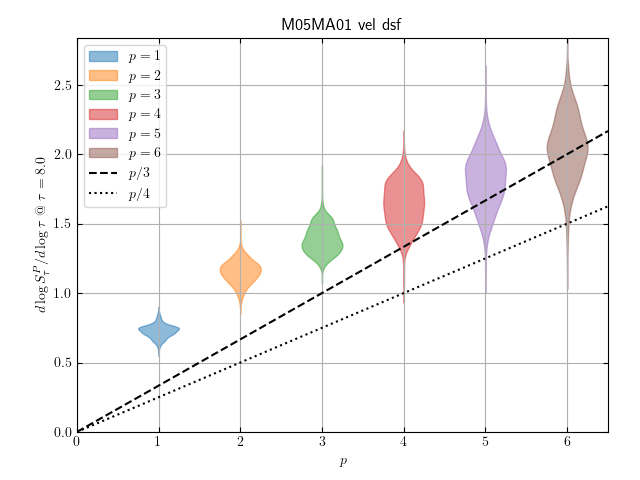 M05MA01 vel dsf
d log S_τ^P / d log τ @ τ = 8.0
2.5
2.0
1.5
1.0
0.5
0.0
p = 1
p = 2
p = 3
p = 4
p = 5
p = 6
p/3
p/4
0 1 2 3 4 5 6
p